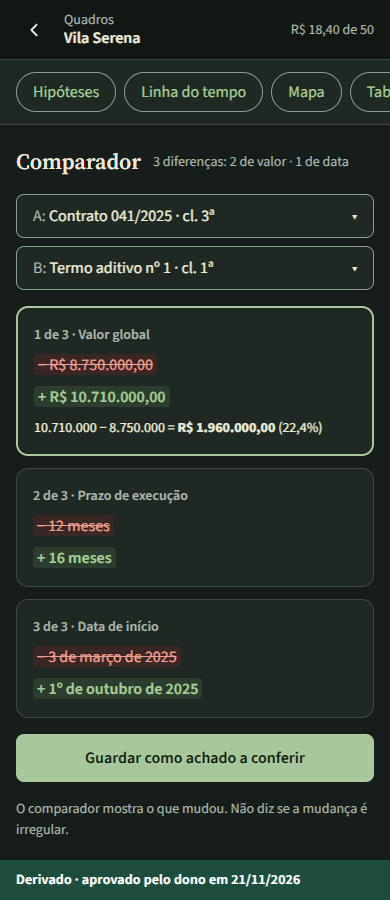 Quadros
Vila Serena
R$ 18,40 de 50
Hipóteses
Linha do tempo
Mapa
Tab
Comparador
3 diferenças: 2 de valor · 1 de data
A: Contrato 041/2025 · cl. 3ª
B: Termo aditivo nº 1 · cl. 1ª
1 de 3 · Valor global
− R$ 8.750.000,00
+ R$ 10.710.000,00
10.710.000 − 8.750.000 = R$ 1.960.000,00 (22,4%)
2 de 3 · Prazo de execução
− 12 meses
+ 16 meses
3 de 3 · Data de início
− 3 de março de 2025
+ 1º de outubro de 2025
Guardar como achado a conferir
O comparador mostra o que mudou. Não diz se a mudança é
irregular.
Derivado · aprovado pelo dono em 21/11/2026